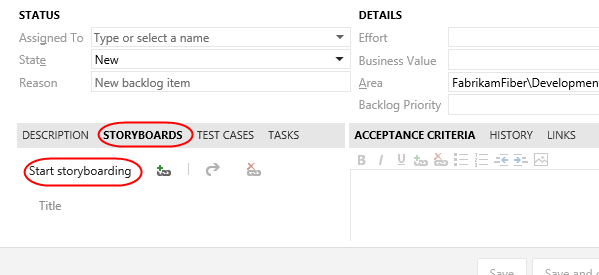 STATUS
Assigned To Type or select a name
State New
Reason New backlog item
DETAILS
Effort
Business Value
Area FabrikamFiber\Development
Backlog Priority
DESCRIPTION STORYBOARDS TEST CASES TASKS
Start storyboarding
Title
ACCEPTANCE CRITERIA HISTORY LINKS
B I U
Save Save and